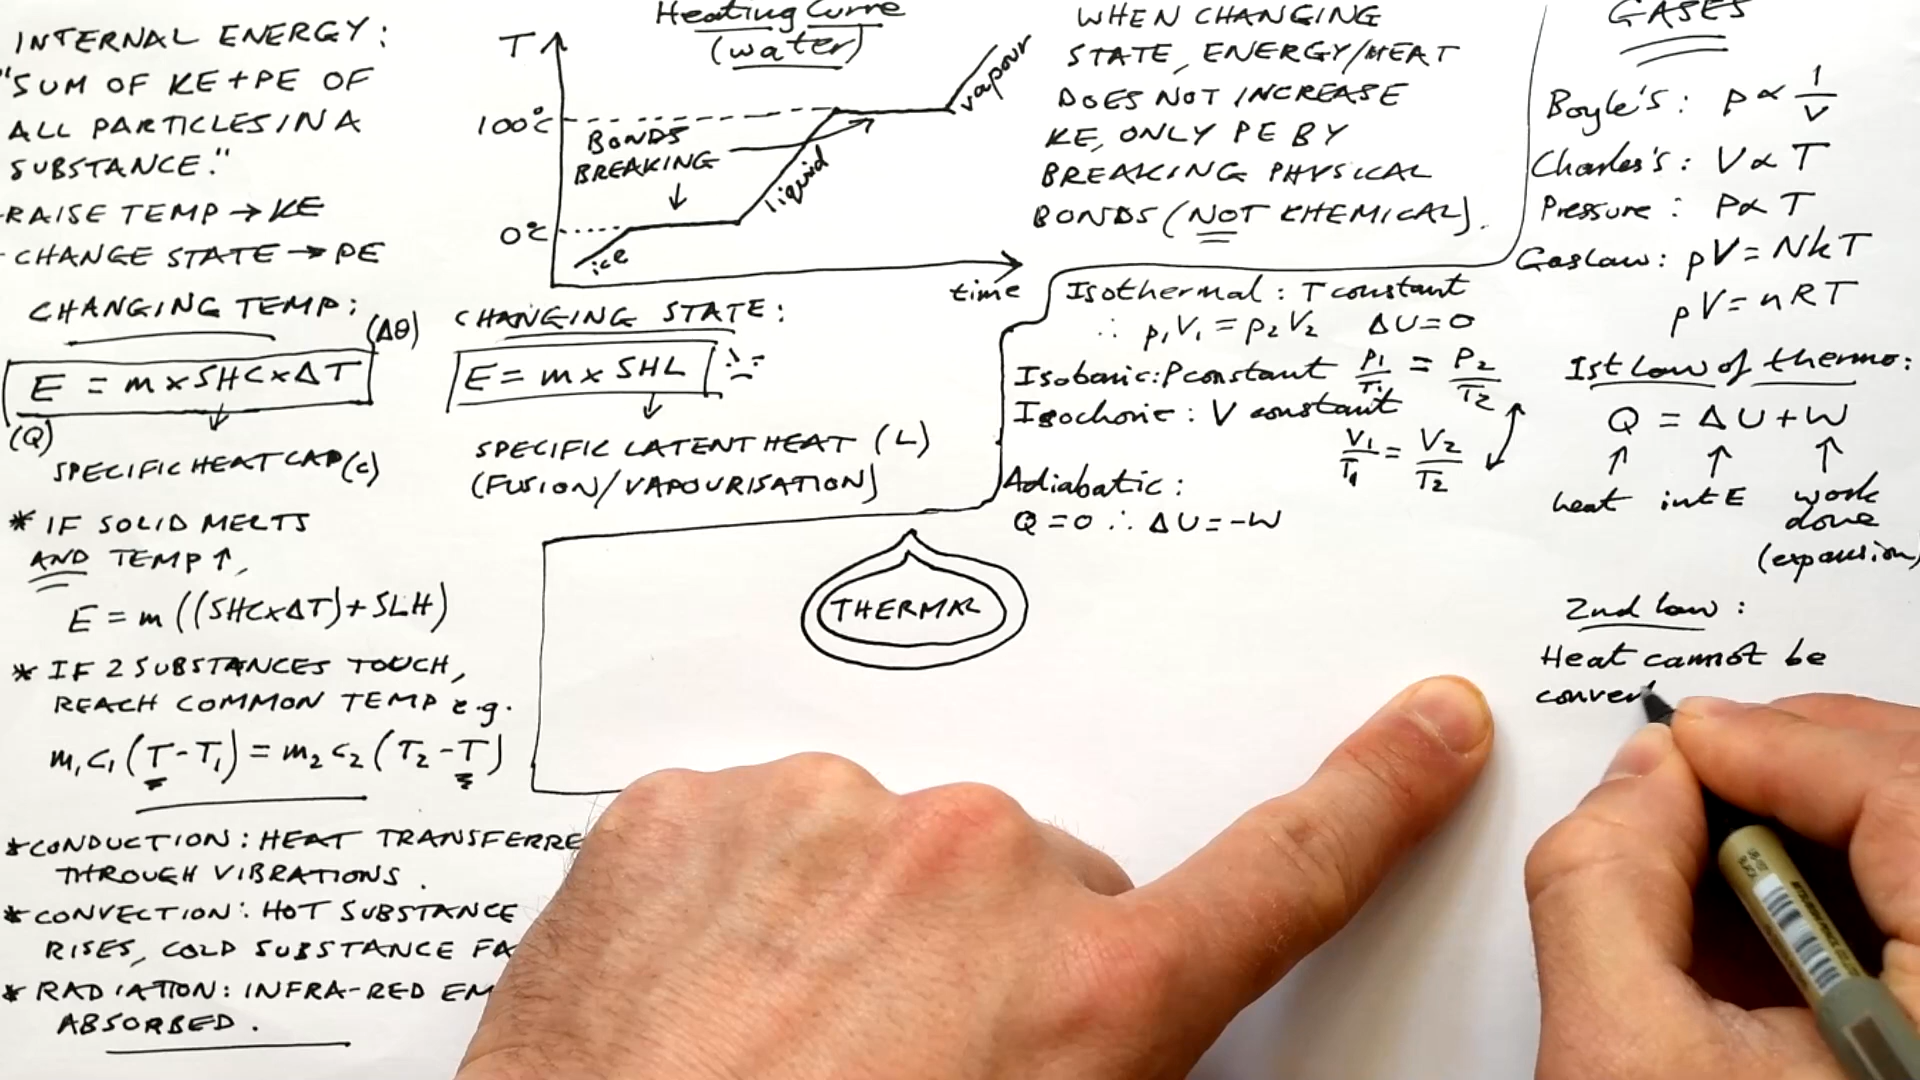 INTERNAL ENERGY:
"SUM OF KE+PE OF
ALL PARTICLES IN A
SUBSTANCE."
-RAISE TEMP → KE
-CHANGE STATE → PE
CHANGING TEMP:
(Δθ)
E = m x SHC x ΔT
(Q)
SPECIFIC HEAT CAP (c)
* IF SOLID MELTS
AND TEMP ↑,
E = m ((SHC x ΔT) + SLH)
* IF 2 SUBSTANCES TOUCH,
REACH COMMON TEMP e.g.
m₁c₁(T-T₁) = m₂c₂(T₂-T)
*CONDUCTION: HEAT TRANSFERRE
THROUGH VIBRATIONS.
*CONVECTION: HOT SUBSTANCE
RISES, COLD SUBSTANCE FA
* RADIATION: INFRA-RED EM
ABSORBED.
Heating Curve
(water)
T
100°C
0°C
BONDS
BREAKING
ice
liquid
vapour
time
CHANGING STATE:
E = m x SHL
SPECIFIC LATENT HEAT (L)
(FUSION/VAPOURISATION)
WHEN CHANGING
STATE, ENERGY/HEAT
DOES NOT INCREASE
KE, ONLY PE BY
BREAKING PHYSICAL
BONDS (NOT CHEMICAL).
Isothermal: T constant
∴ p₁V₁ = p₂V₂ ΔU=0
Isobaric: P constant P₁/T₁ = P₂/T₂
Isochoric: V constant
V₁/T₁ = V₂/T₂
Adiabatic:
Q=0 ∴ ΔU=-W
THERMAL
GASES
Boyle's: p ∝ 1/V
Charles's: V ∝ T
Pressure: P ∝ T
Gas law: pV = NkT
pV = nRT
1st Law of thermo:
Q = ΔU + W
heat int E work
done
(expansion)
2nd law:
Heat cannot be
conver